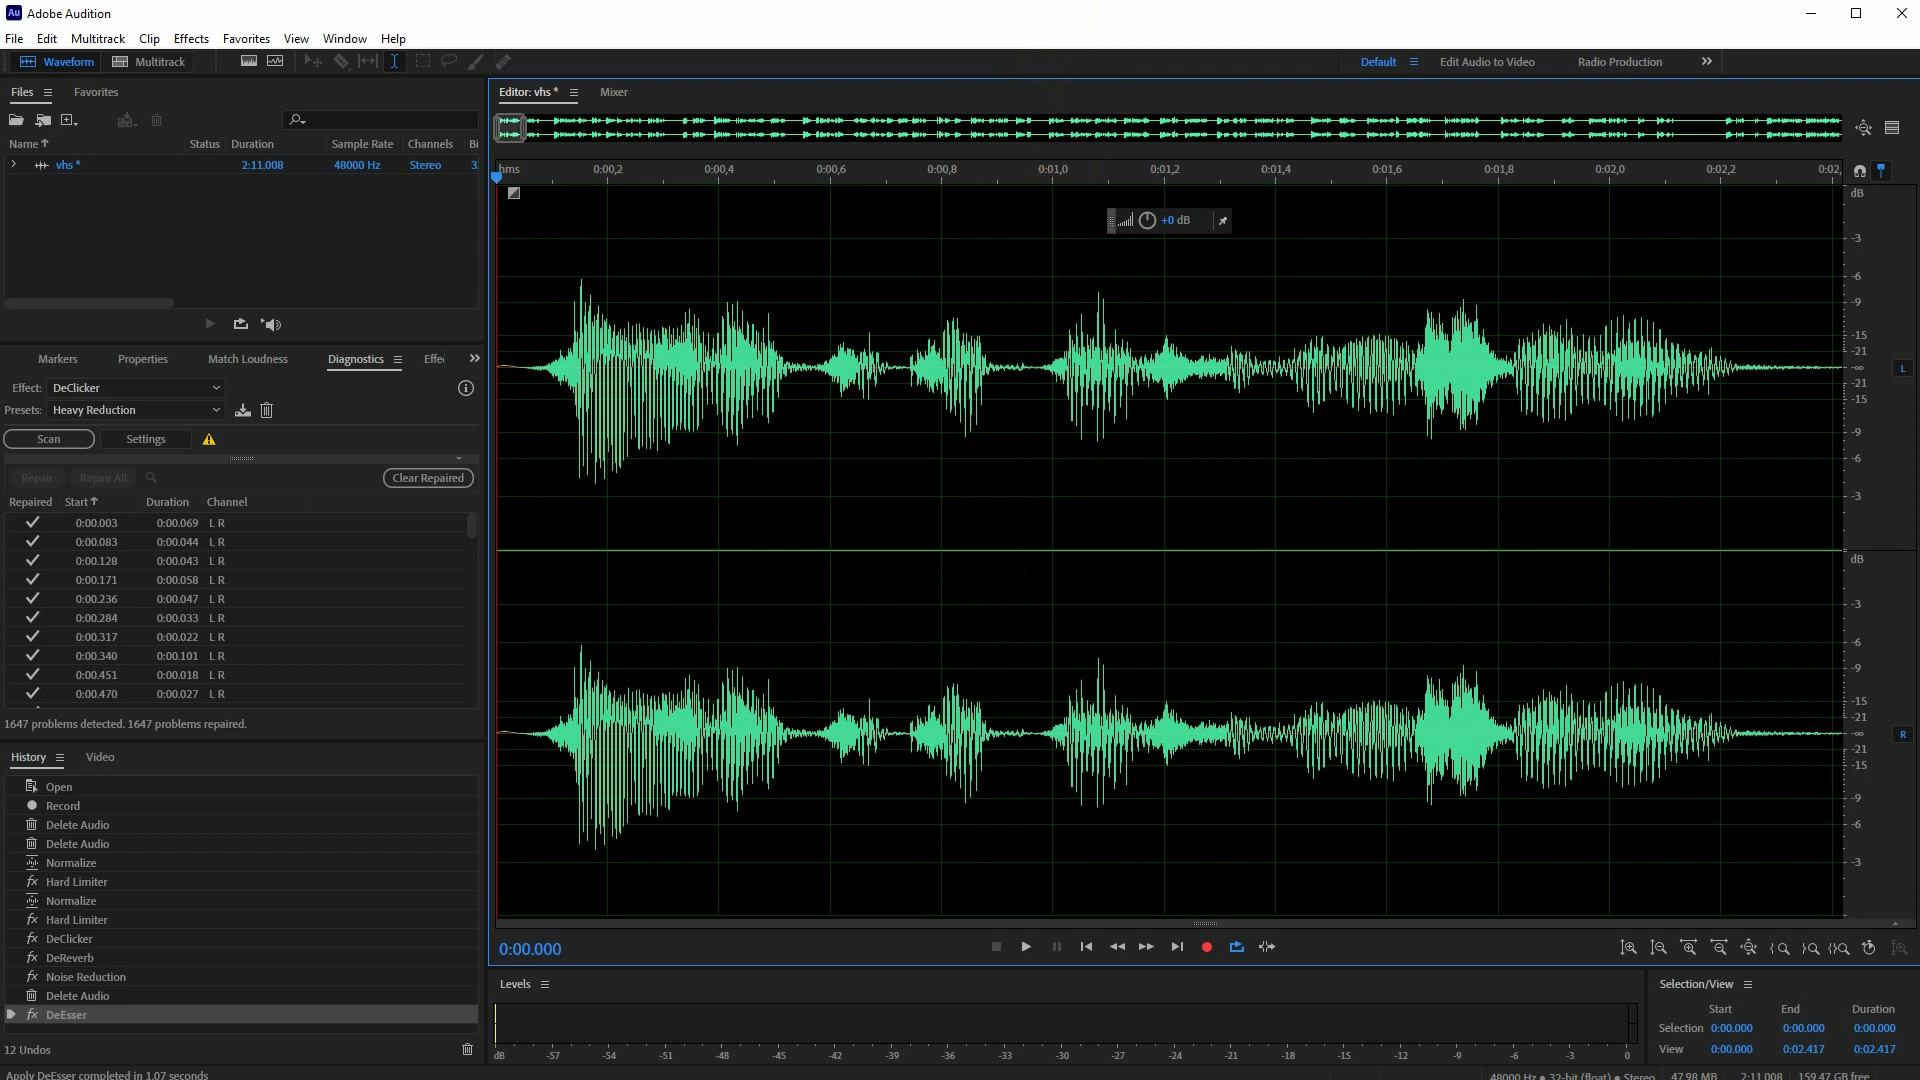 Au Adobe Audition
File Edit Multitrack Clip Effects Favorites View Window Help
Waveform Multitrack Default Edit Audio to Video Radio Production
Files Favorites
Name Status Duration Sample Rate Channels Bi
vhs * 2:11.008 48000 Hz Stereo 3
Markers Properties Match Loudness Diagnostics Effe
Effect: DeClicker
Presets: Heavy Reduction
Scan Settings
Repair Repair All Clear Repaired
Repaired Start Duration Channel
0:00.003 0:00.069 L R
0:00.083 0:00.044 L R
0:00.128 0:00.043 L R
0:00.171 0:00.058 L R
0:00.236 0:00.047 L R
0:00.284 0:00.033 L R
0:00.317 0:00.022 L R
0:00.340 0:00.101 L R
0:00.451 0:00.018 L R
0:00.470 0:00.027 L R
1647 problems detected. 1647 problems repaired.
History Video
Open
Record
Delete Audio
Delete Audio
Normalize
Hard Limiter
Normalize
Hard Limiter
DeClicker
DeReverb
Noise Reduction
Delete Audio
DeEsser
12 Undos
Editor: vhs * Mixer
hms 0:00,2 0:00,4 0:00,6 0:00,8 0:01,0 0:01,2 0:01,4 0:01,6 0:01,8 0:02,0 0:02,2 0:02,
+0 dB
dB
-3
-6
-9
-15
-21
-∞
L
-21
-15
-9
-6
-3
dB
-3
-6
-9
-15
-21
-∞
R
-21
-15
-9
-6
-3
0:00.000
Levels
dB -57 -54 -51 -48 -45 -42 -39 -36 -33 -30 -27 -24 -21 -18 -15 -12 -9 -6 -3 0
Selection/View
Start End Duration
Selection 0:00.000 0:00.000 0:00.000
View 0:00.000 0:02.417 0:02.417
Apply DeEsser completed in 1.07 seconds 48000 Hz • 32-bit (float) • Stereo 47.98 MB 2:11.008 159.47 GB free